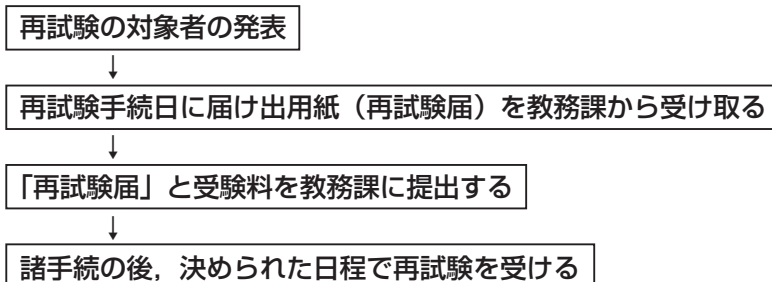 再試験の対象者の発表
↓
再試験手続日に届け出用紙（再試験届）を教務課から受け取る
↓
「再試験届」と受験料を教務課に提出する
↓
諸手続の後，決められた日程で再試験を受ける